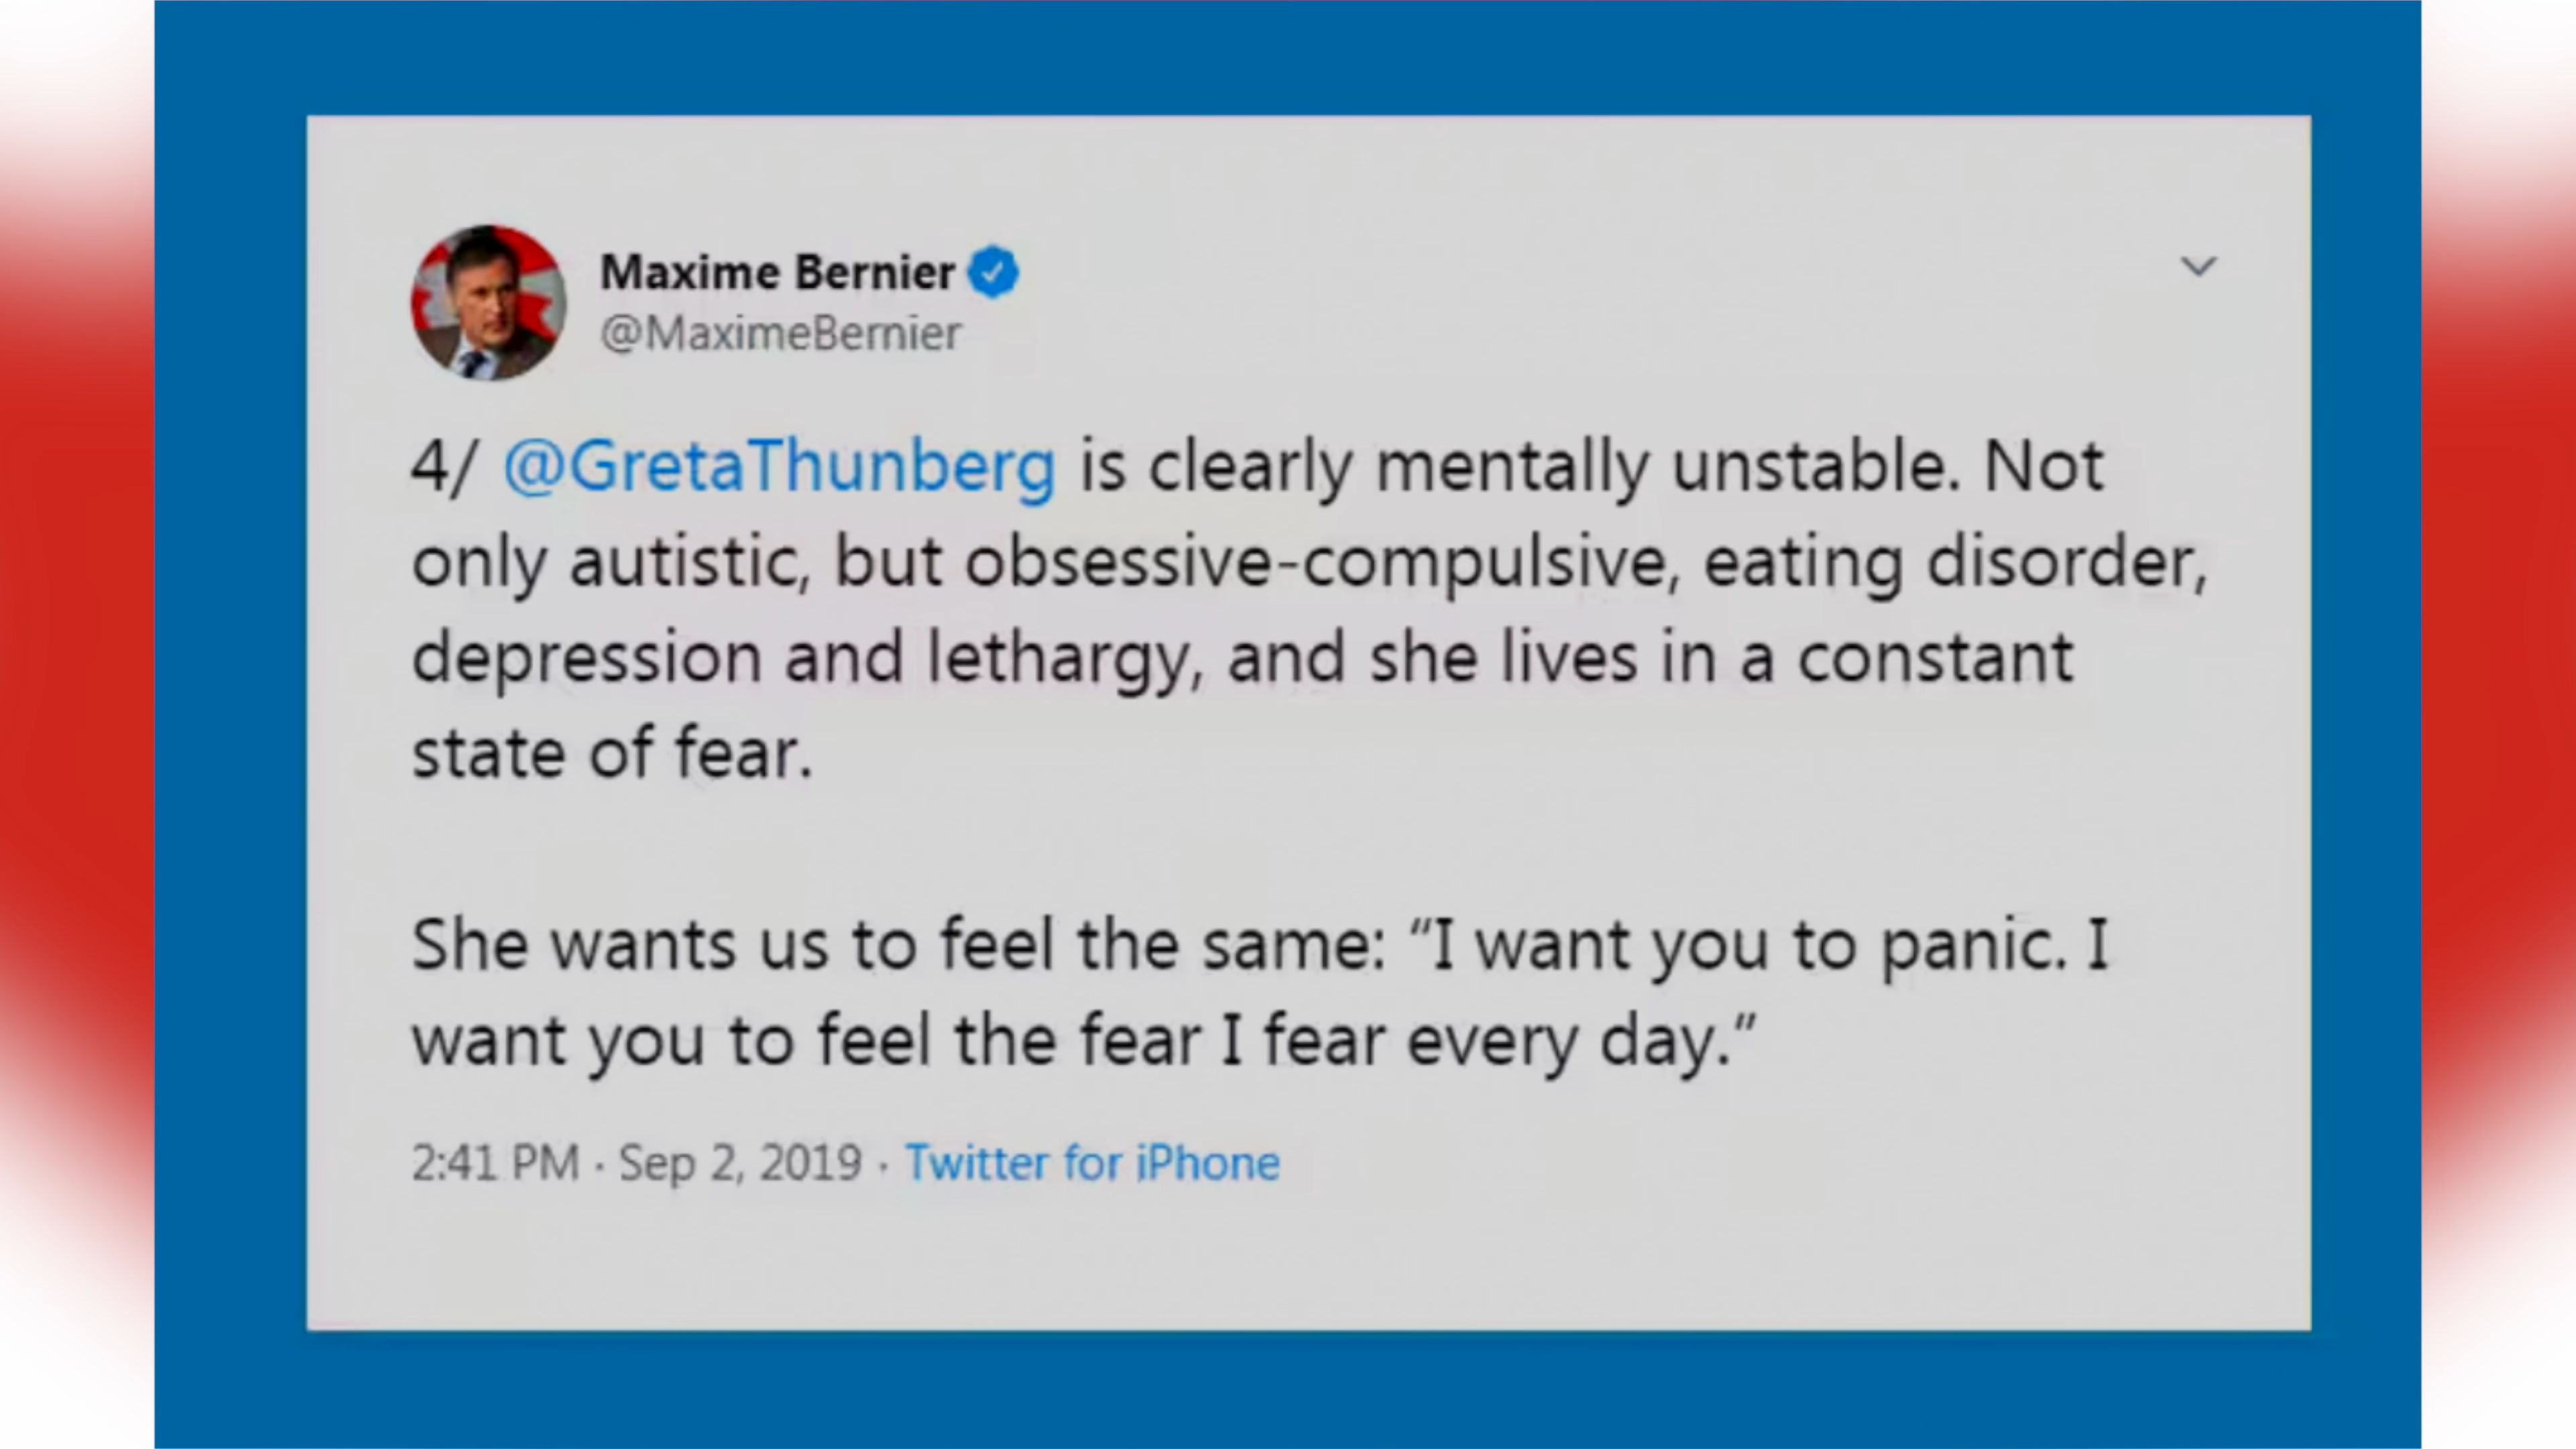 Maxime Bernier
@MaximeBernier
4/ @GretaThunberg is clearly mentally unstable. Not
only autistic, but obsessive-compulsive, eating disorder,
depression and lethargy, and she lives in a constant
state of fear.
She wants us to feel the same: “I want you to panic. I
want you to feel the fear I fear every day.”
2:41 PM · Sep 2, 2019 · Twitter for iPhone